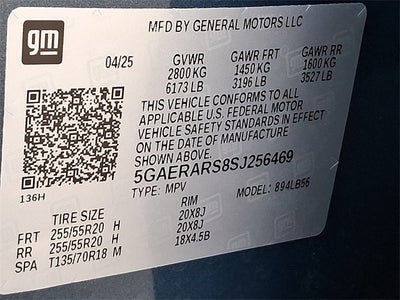 gm
MFD BY GENERAL MOTORS LLC
04/25 GVWR GAWR FRT GAWR RR
2800 KG 1450 KG 1600 KG
6173 LB 3196 LB 3527 LB
THIS VEHICLE CONFORMS TO ALL
APPLICABLE U.S. FEDERAL MOTOR
VEHICLE SAFETY STANDARDS IN EFFECT
ON THE DATE OF MANUFACTURE
SHOWN ABOVE.
5GAERARS8SJ256469
136H TYPE: MPV MODEL: 894LB56
TIRE SIZE RIM
FRT 255/55R20 H 20X8J
RR 255/55R20 H 20X8J
SPA T135/70R18 M 18X4.5B